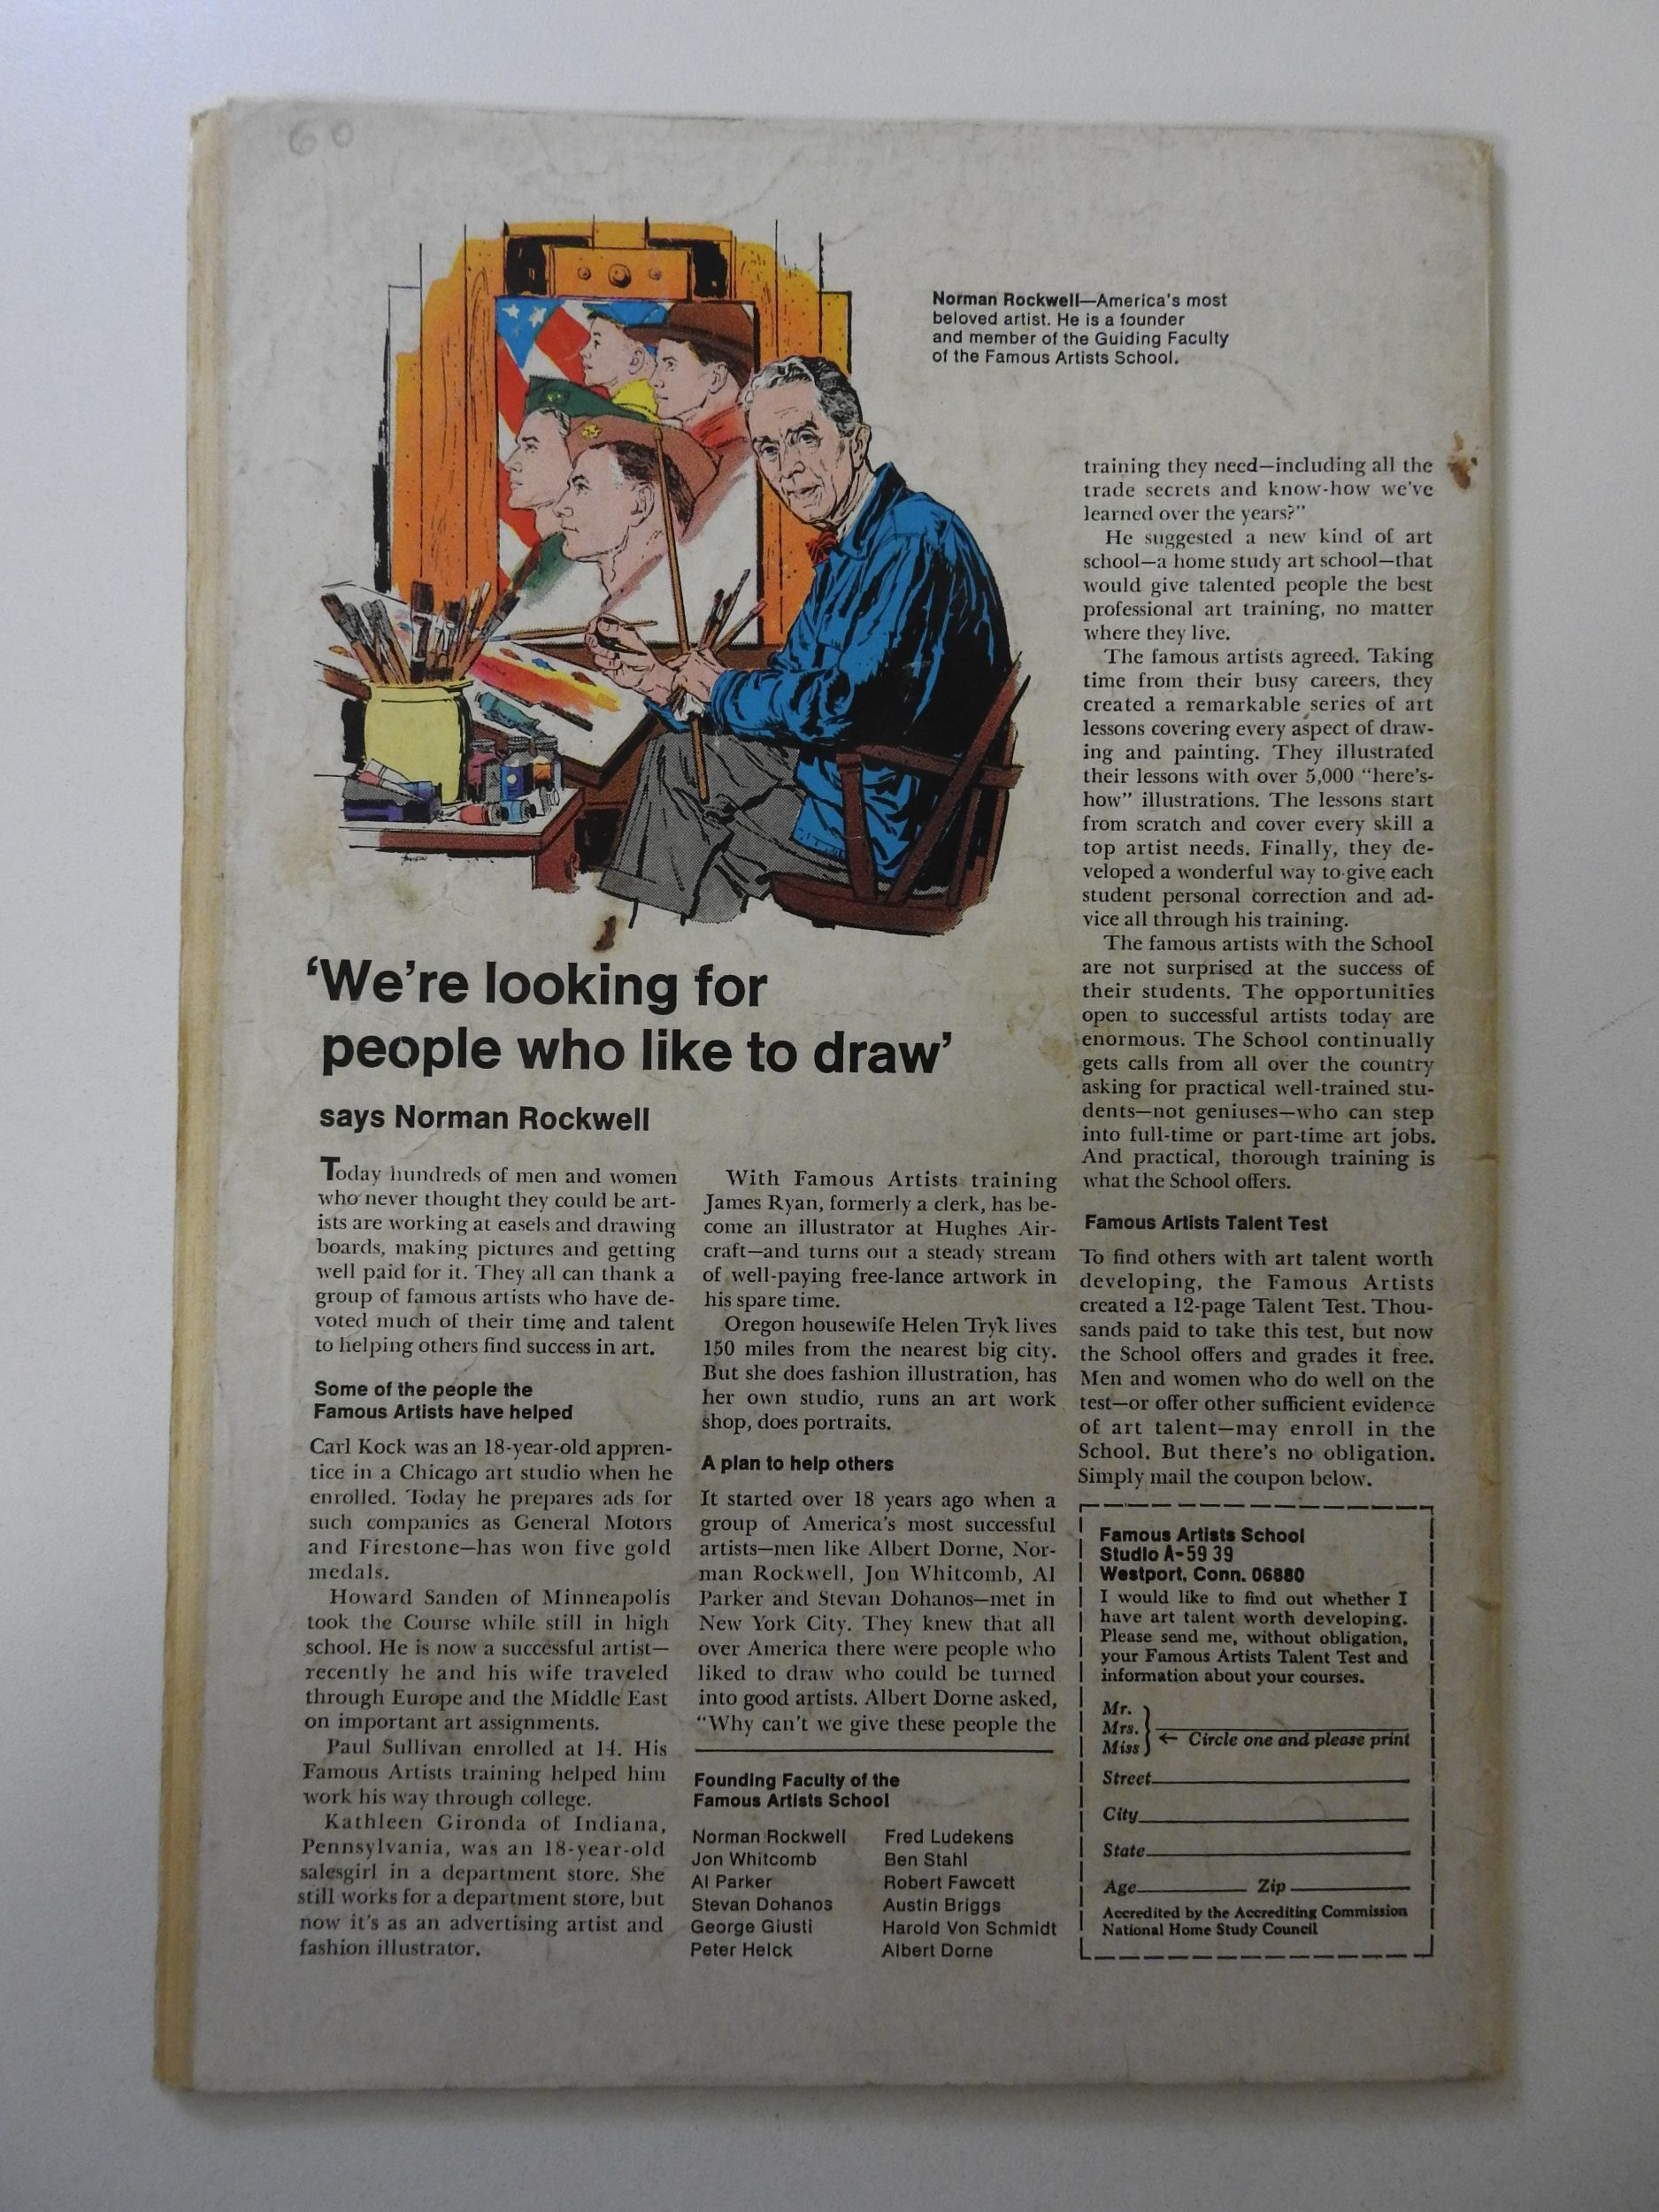 60
Norman Rockwell—America's most
beloved artist. He is a founder
and member of the Guiding Faculty
of the Famous Artists School.
‘We're looking for
people who like to draw’
says Norman Rockwell
Today hundreds of men and women
who never thought they could be art-
ists are working at easels and drawing
boards, making pictures and getting
well paid for it. They all can thank a
group of famous artists who have de-
voted much of their time and talent
to helping others find success in art.
Some of the people the
Famous Artists have helped
Carl Kock was an 18-year-old appren-
tice in a Chicago art studio when he
enrolled. Today he prepares ads for
such companies as General Motors
and Firestone—has won five gold
medals.
Howard Sanden of Minneapolis
took the Course while still in high
school. He is now a successful artist—
recently he and his wife traveled
through Europe and the Middle East
on important art assignments.
Paul Sullivan enrolled at 14. His
Famous Artists training helped him
work his way through college.
Kathleen Gironda of Indiana,
Pennsylvania, was an 18-year-old
salesgirl in a department store. She
still works for a department store, but
now it's as an advertising artist and
fashion illustrator.
With Famous Artists training
James Ryan, formerly a clerk, has be-
come an illustrator at Hughes Air-
craft—and turns out a steady stream
of well-paying free-lance artwork in
his spare time.
Oregon housewife Helen Tryk lives
150 miles from the nearest big city.
But she does fashion illustration, has
her own studio, runs an art work
shop, does portraits.
A plan to help others
It started over 18 years ago when a
group of America's most successful
artists—men like Albert Dorne, Nor-
man Rockwell, Jon Whitcomb, Al
Parker and Stevan Dohanos—met in
New York City. They knew that all
over America there were people who
liked to draw who could be turned
into good artists. Albert Dorne asked,
“Why can't we give these people the
training they need—including all the
trade secrets and know-how we've
learned over the years?”
He suggested a new kind of art
school—a home study art school—that
would give talented people the best
professional art training, no matter
where they live.
The famous artists agreed. Taking
time from their busy careers, they
created a remarkable series of art
lessons covering every aspect of draw-
ing and painting. They illustrated
their lessons with over 5,000 “here's-
how” illustrations. The lessons start
from scratch and cover every skill a
top artist needs. Finally, they de-
veloped a wonderful way to give each
student personal correction and ad-
vice all through his training.
The famous artists with the School
are not surprised at the success of
their students. The opportunities
open to successful artists today are
enormous. The School continually
gets calls from all over the country
asking for practical well-trained stu-
dents—not geniuses—who can step
into full-time or part-time art jobs.
And practical, thorough training is
what the School offers.
Famous Artists Talent Test
To find others with art talent worth
developing, the Famous Artists
created a 12-page Talent Test. Thou-
sands paid to take this test, but now
the School offers and grades it free.
Men and women who do well on the
test—or offer other sufficient evidence
of art talent—may enroll in the
School. But there's no obligation.
Simply mail the coupon below.
Founding Faculty of the
Famous Artists School
Norman Rockwell
Jon Whitcomb
Al Parker
Stevan Dohanos
George Giusti
Peter Helck
Fred Ludekens
Ben Stahl
Robert Fawcett
Austin Briggs
Harold Von Schmidt
Albert Dorne
Famous Artists School
Studio A-59 39
Westport, Conn. 06880
I would like to find out whether I
have art talent worth developing.
Please send me, without obligation,
your Famous Artists Talent Test and
information about your courses.
Mr.
Mrs.
Miss
← Circle one and please print
Street
City
State
Age Zip
Accredited by the Accrediting Commission
National Home Study Council